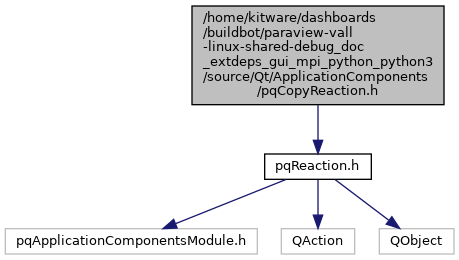 /home/kitware/dashboards
/buildbot/paraview-vall
-linux-shared-debug_doc
_extdeps_gui_mpi_python_python3
/source/Qt/ApplicationComponents
/pqCopyReaction.h
pqReaction.h
pqApplicationComponentsModule.h
QAction
QObject